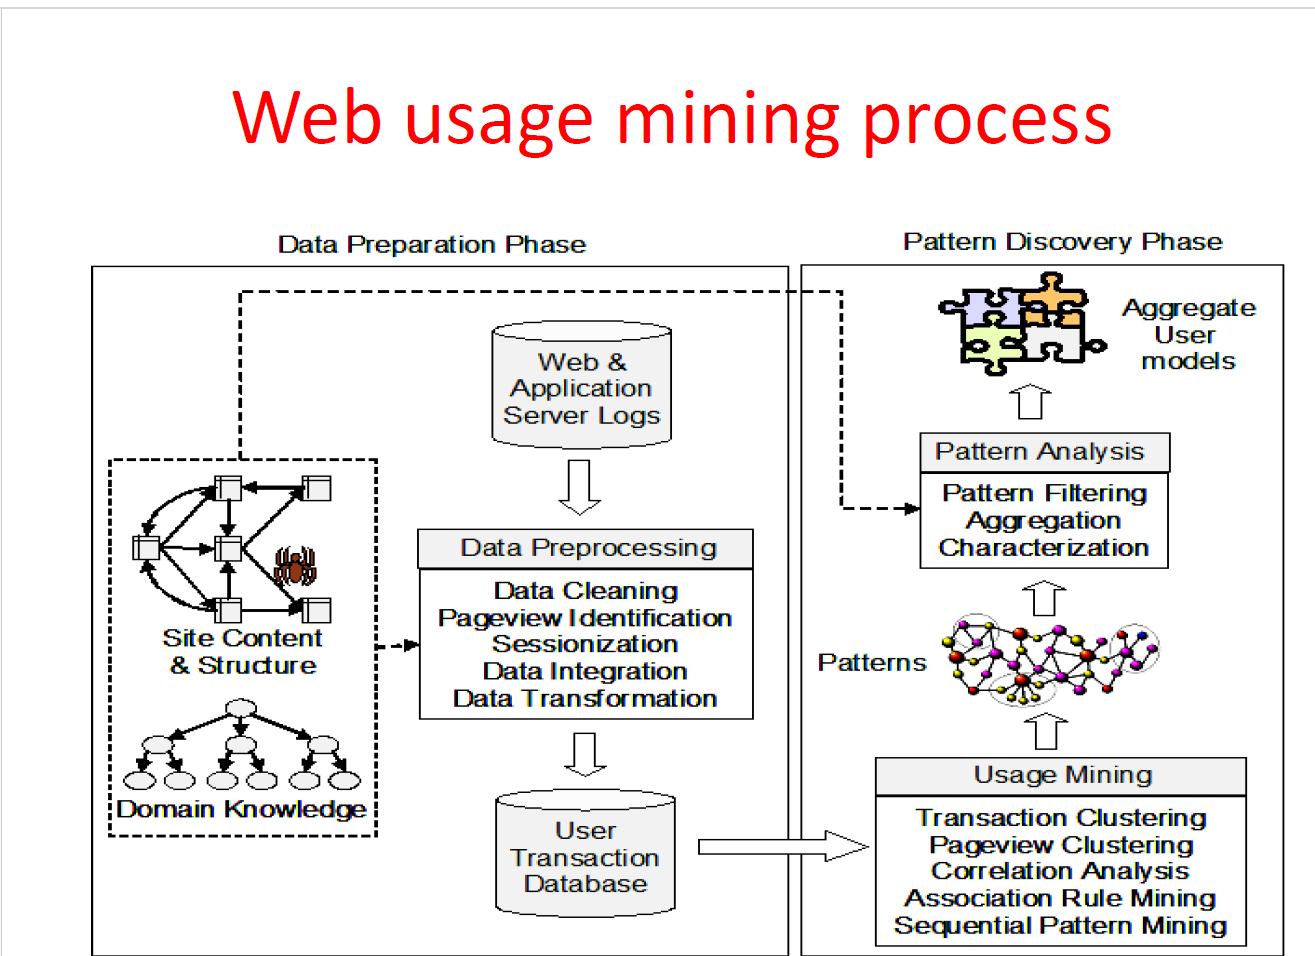 Web usage mining process
Data Preparation Phase
Web &
Application
Server Logs
Site Content
& Structure
Domain Knowledge
Data Preprocessing
Data Cleaning
Pageview Identification
Sessionization
Data Integration
Data Transformation
User
Transaction
Database
Pattern Discovery Phase
Aggregate
User
models
Pattern Analysis
Pattern Filtering
Aggregation
Characterization
Patterns
Usage Mining
Transaction Clustering
Pageview Clustering
Correlation Analysis
Association Rule Mining
Sequential Pattern Mining